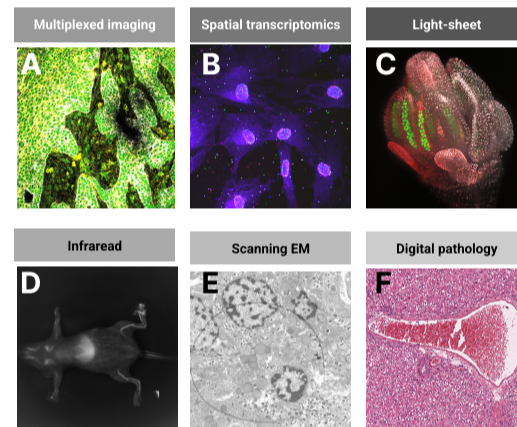 Multiplexed imaging
Spatial transcriptomics
Light-sheet
A
B
C
Infraread
Scanning EM
Digital pathology
D
E
F